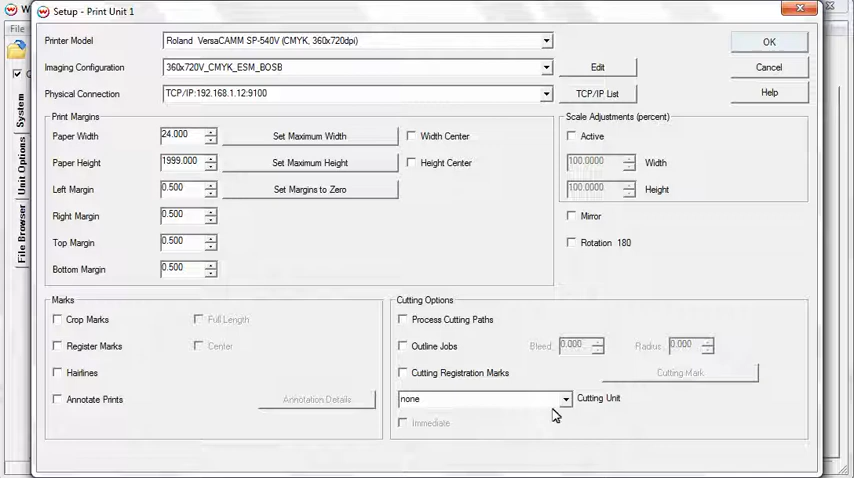 W
Setup - Print Unit 1
File
Printer Model
Roland VersaCAMM SP-540V (CMYK, 360x720dpi)
OK
Imaging Configuration
360x720V_CMYK_ESM_BOSB
Edit
Cancel
Physical Connection
TCP/IP:192.168.1.12:9100
TCP/IP List
Help
System
Unit Options
File Browser
Print Margins
Paper Width
24.000
Set Maximum Width
Width Center
Paper Height
1999.000
Set Maximum Height
Height Center
Left Margin
0.500
Set Margins to Zero
Right Margin
0.500
Top Margin
0.500
Bottom Margin
0.500
Scale Adjustments (percent)
Active
100.0000
Width
100.0000
Height
Mirror
Rotation 180
Marks
Crop Marks
Full Length
Register Marks
Center
Hairlines
Annotate Prints
Annotation Details
Cutting Options
Process Cutting Paths
Outline Jobs
Bleed
0.000
Radius
0.000
Cutting Registration Marks
Cutting Mark
none
Cutting Unit
Immediate